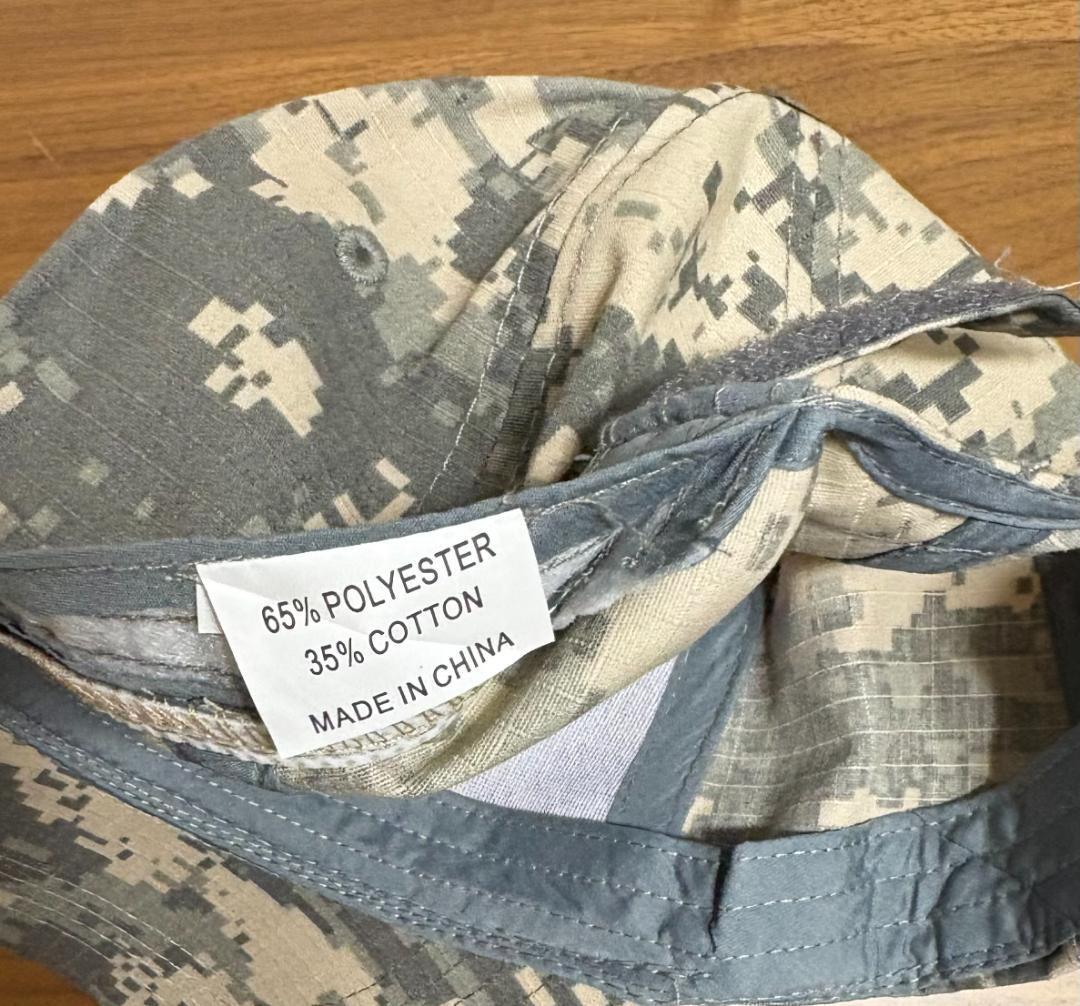 65% POLYESTER
35% COTTON
MADE IN CHINA